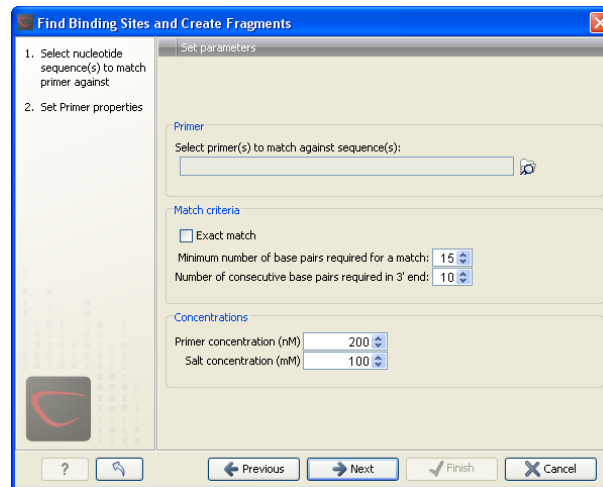 Find Binding Sites and Create Fragments
1. Select nucleotide
sequence(s) to match
primer against
2. Set Primer properties
Set parameters
Primer
Select primer(s) to match against sequence(s):
Match criteria
Exact match
Minimum number of base pairs required for a match: 15
Number of consecutive base pairs required in 3' end: 10
Concentrations
Primer concentration (nM) 200
Salt concentration (mM) 100
? Previous Next Finish Cancel